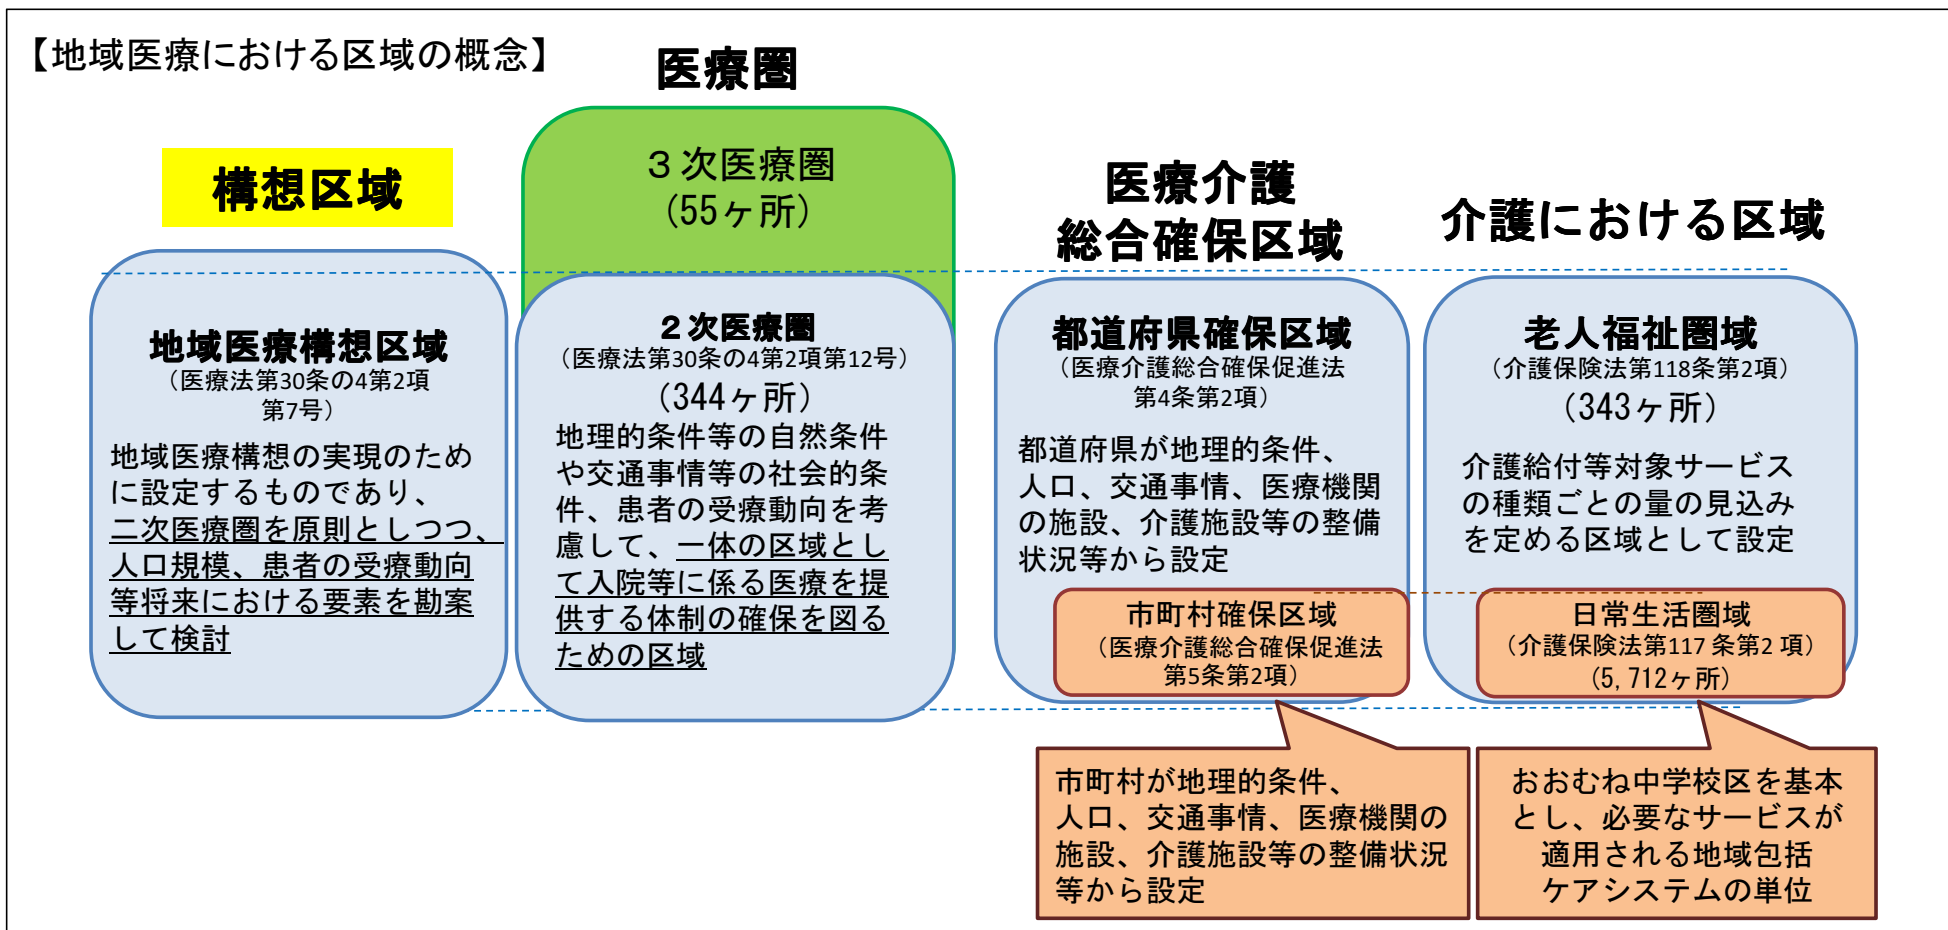 【地域医療における区域の概念】
構想区域
地域医療構想区域
（医療法第30条の4第2項
第7号）
地域医療構想の実現のため
に設定するものであり、
二次医療圏を原則としつつ、
人口規模、患者の受療動向
等将来における要素を勘案
して検討
医療圏
３次医療圏
(55ヶ所)
２次医療圏
（医療法第30条の4第2項第12号）
(344ヶ所)
地理的条件等の自然条件
や交通事情等の社会的条
件、患者の受療動向を考
慮して、一体の区域とし
て入院等に係る医療を提
供する体制の確保を図る
ための区域
医療介護
総合確保区域
都道府県確保区域
（医療介護総合確保促進法
第4条第2項）
都道府県が地理的条件、
人口、交通事情、医療機関
の施設、介護施設等の整備
状況等から設定
市町村確保区域
（医療介護総合確保促進法
第5条第2項）
市町村が地理的条件、
人口、交通事情、医療機関の
施設、介護施設等の整備状況
等から設定
介護における区域
老人福祉圏域
（介護保険法第118条第2項）
(343ヶ所)
介護給付等対象サービス
の種類ごとの量の見込み
を定める区域として設定
日常生活圏域
（介護保険法第117 条第2 項）
(5,712ヶ所)
おおむね中学校区を基本
とし、必要なサービスが
適用される地域包括
ケアシステムの単位